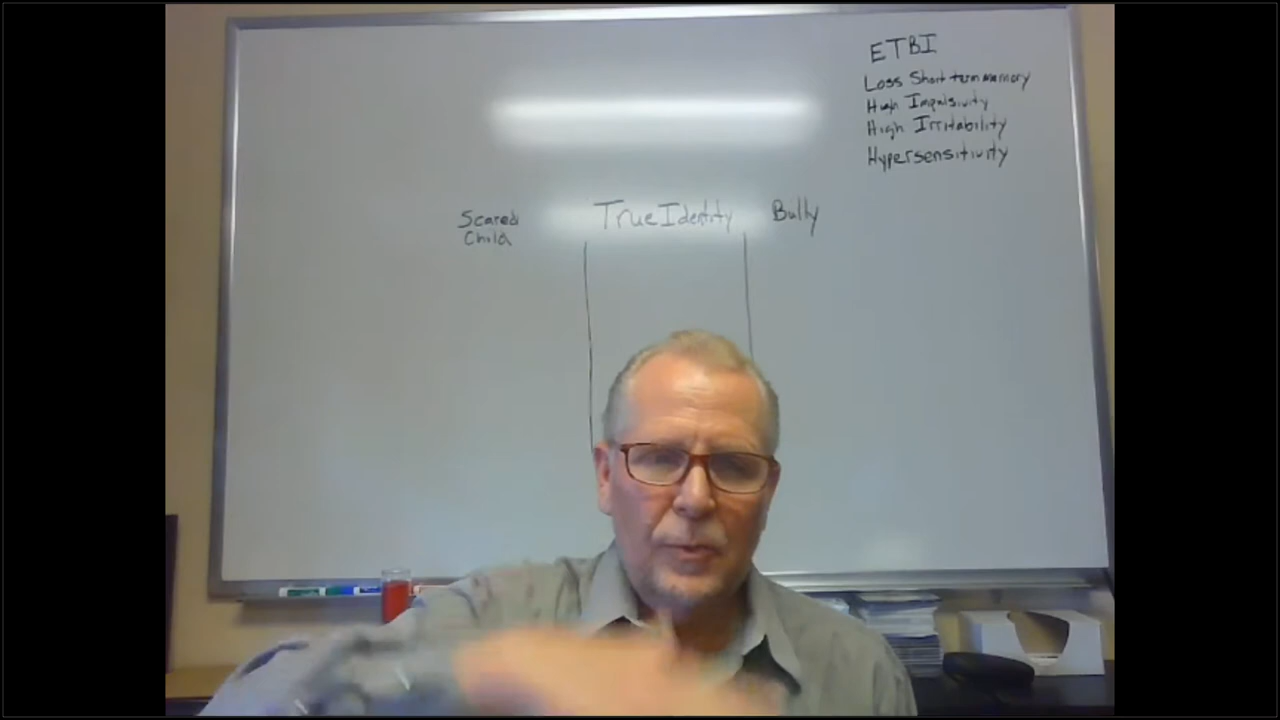 ETBI
Loss Short term memory
High Impulsivity
High Irritability
Hypersensitivity
Scared
Child
True Identity
Bully